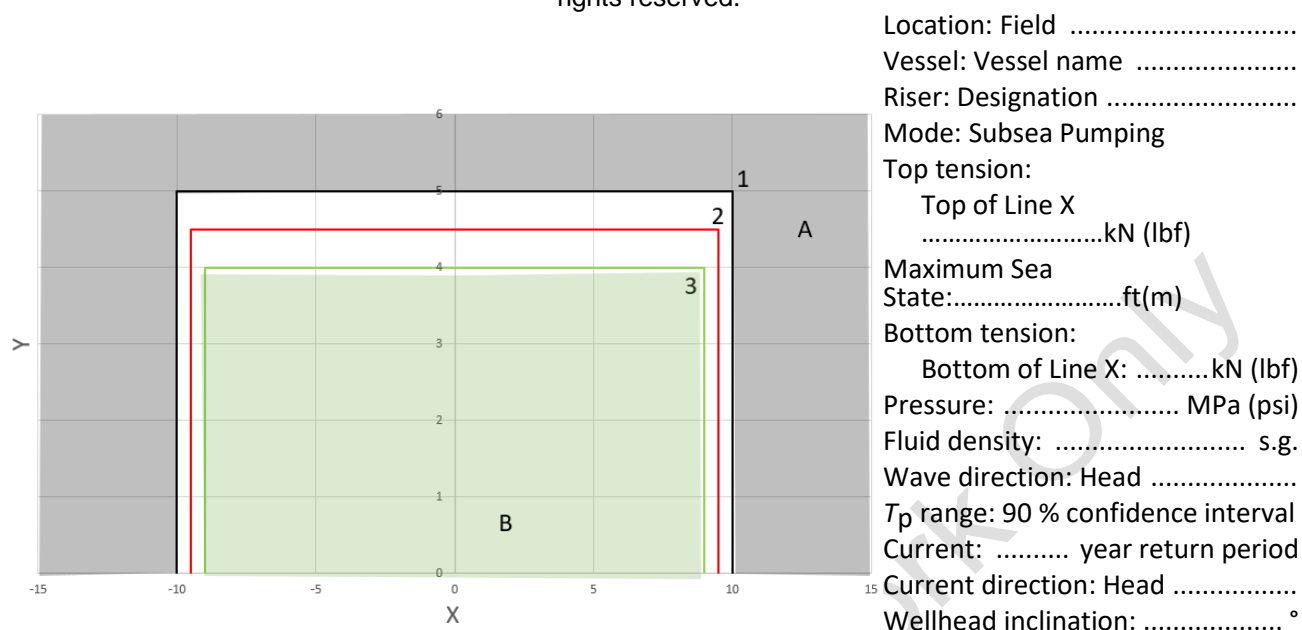 rights reserved.
6
5
4
3
2
1
0
-15
-10
-5
0
5
10
15
X
Y
1
2
3
A
B
Location: Field ...............................
Vessel: Vessel name ......................
Riser: Designation ..........................
Mode: Subsea Pumping
Top tension:
Top of Line X
............................kN (lbf)
Maximum Sea
State:..........................ft(m)
Bottom tension:
Bottom of Line X: ..........kN (lbf)
Pressure: ........................ MPa (psi)
Fluid density: .......................... s.g.
Wave direction: Head ....................
Tp range: 90 % confidence interval
Current: .......... year return period
Current direction: Head .................
Wellhead inclination: ................... °
rk Only